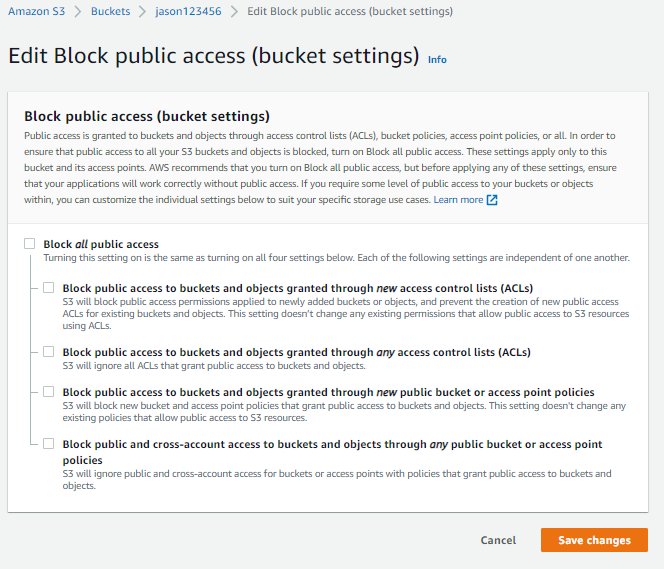 Amazon S3 > Buckets > jason123456 > Edit Block public access (bucket settings)
Edit Block public access (bucket settings) Info
Block public access (bucket settings)
Public access is granted to buckets and objects through access control lists (ACLs), bucket policies, access point policies, or all. In order to
ensure that public access to all your S3 buckets and objects is blocked, turn on Block all public access. These settings apply only to this
bucket and its access points. AWS recommends that you turn on Block all public access, but before applying any of these settings, ensure
that your applications will work correctly without public access. If you require some level of public access to your buckets or objects
within, you can customize the individual settings below to suit your specific storage use cases. Learn more
Block all public access
Turning this setting on is the same as turning on all four settings below. Each of the following settings are independent of one another.
Block public access to buckets and objects granted through new access control lists (ACLs)
S3 will block public access permissions applied to newly added buckets or objects, and prevent the creation of new public access
ACLs for existing buckets and objects. This setting doesn't change any existing permissions that allow public access to S3 resources
using ACLs.
Block public access to buckets and objects granted through any access control lists (ACLs)
S3 will ignore all ACLs that grant public access to buckets and objects.
Block public access to buckets and objects granted through new public bucket or access point policies
S3 will block new bucket and access point policies that grant public access to buckets and objects. This setting doesn't change any
existing policies that allow public access to S3 resources.
Block public and cross-account access to buckets and objects through any public bucket or access point
policies
S3 will ignore public and cross-account access for buckets or access points with policies that grant public access to buckets and
objects.
Cancel Save changes